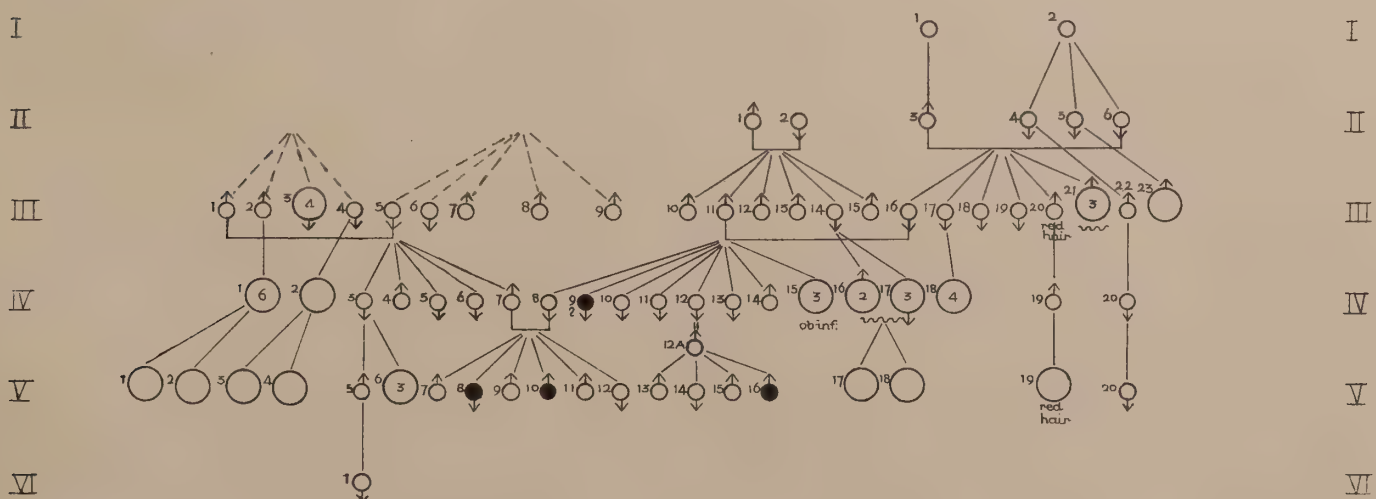 I 1 2 I
II 1 2 3 4 5 6 II
21 22 23
III 1 2 3 4 4 5 6 7 8 9 10 11 12 13 14 15 16 17 18 19 20 3 III
red
hair
IV 1 6 2 3 4 5 6 7 8 9 10 11 12 13 14 15 3 16 2 17 3 18 4 19 20 IV
2
ob inf.
12A
V 1 2 3 4 5 6 3 7 8 9 10 11 12 13 14 15 16 17 18 19 20 V
red
hair
VI 1 VI